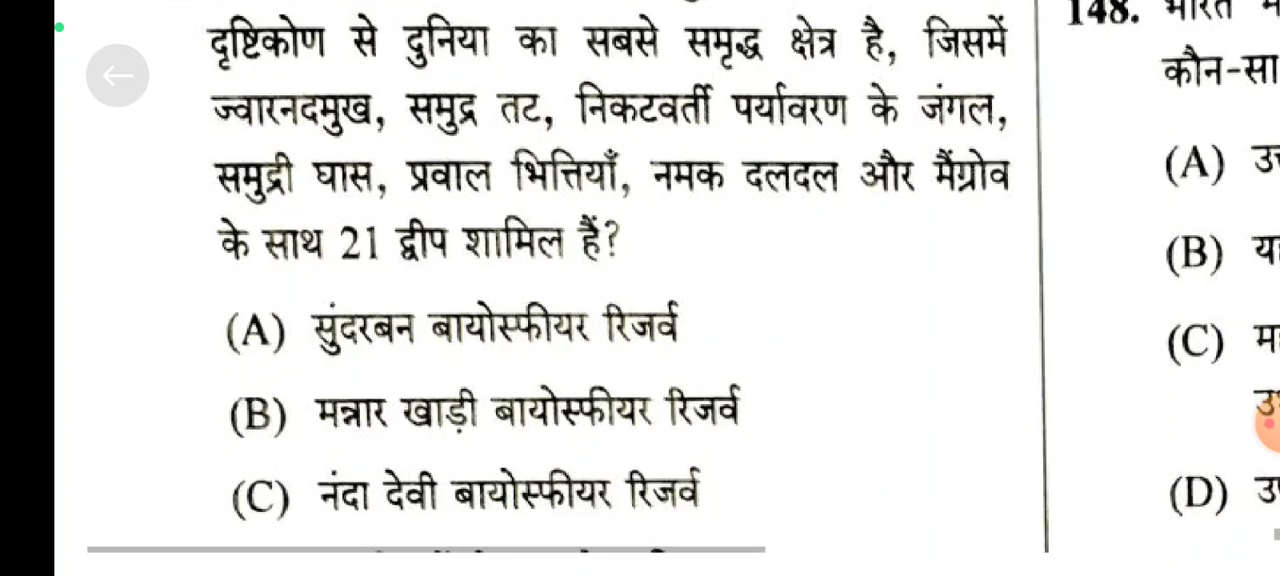 दृष्टिकोण से दुनिया का सबसे समृद्ध क्षेत्र है, जिसमें
ज्वारनदमुख, समुद्र तट, निकटवर्ती पर्यावरण के जंगल,
समुद्री घास, प्रवाल भित्तियाँ, नमक दलदल और मैंग्रोव
के साथ 21 द्वीप शामिल हैं?
(A) सुंदरबन बायोस्फीयर रिजर्व
(B) मन्नार खाड़ी बायोस्फीयर रिजर्व
(C) नंदा देवी बायोस्फीयर रिजर्व
148. भारत
कौन-सा
(A)
(B)
(C)
(D)